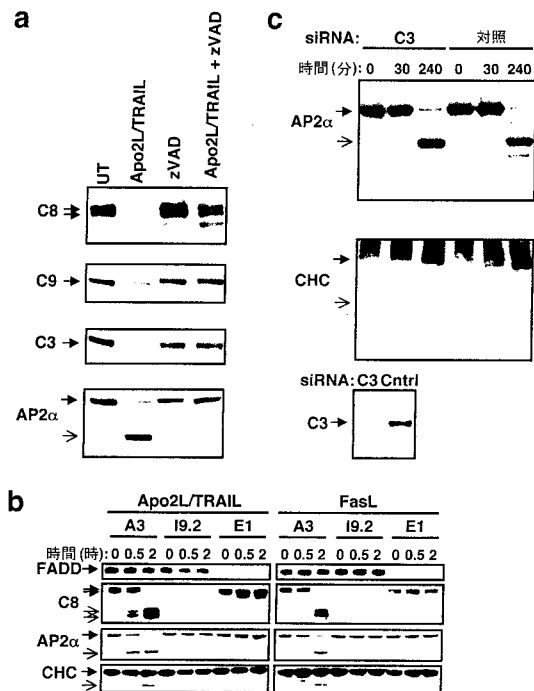 a
UT
Apo2L/TRAIL
zVAD
Apo2L/TRAIL + zVAD
C8
C9
C3
AP2α
c
siRNA: C3 対照
時間(分): 0 30 240 0 30 240
AP2α
CHC
siRNA: C3 Cntrl
C3
b
Apo2L/TRAIL FasL
A3 I9.2 E1 A3 I9.2 E1
時間(時) 0 0.5 2 0 0.5 2 0 0.5 2 0 0.5 2 0 0.5 2 0 0.5 2
FADD
C8
AP2α
CHC